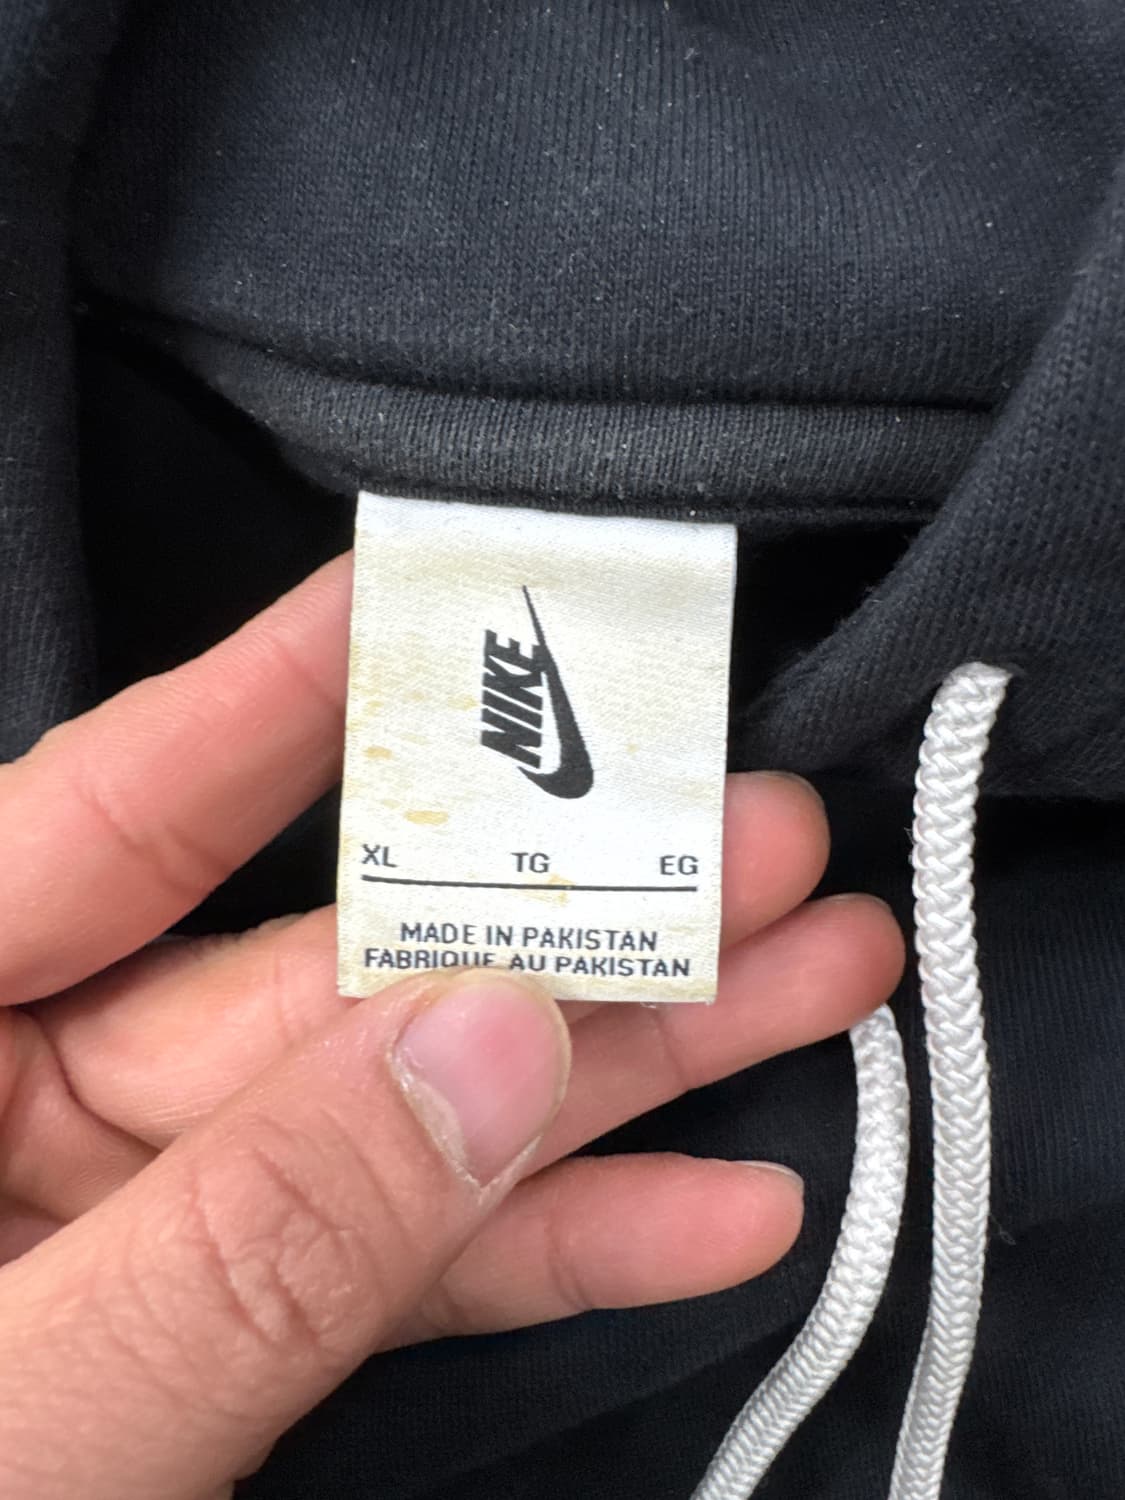 NIKE
XL TG EG
MADE IN PAKISTAN
FABRIQUE AU PAKISTAN